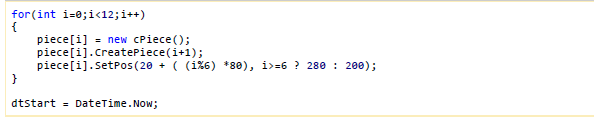 for(int i=0;i<12;i++)
{
piece[i] = new cPiece();
piece[i].CreatePiece(i+1);
piece[i].SetPos(20 + ( (i%6) *80), i>=6 ? 280 : 200);
}
dtStart = DateTime.Now;